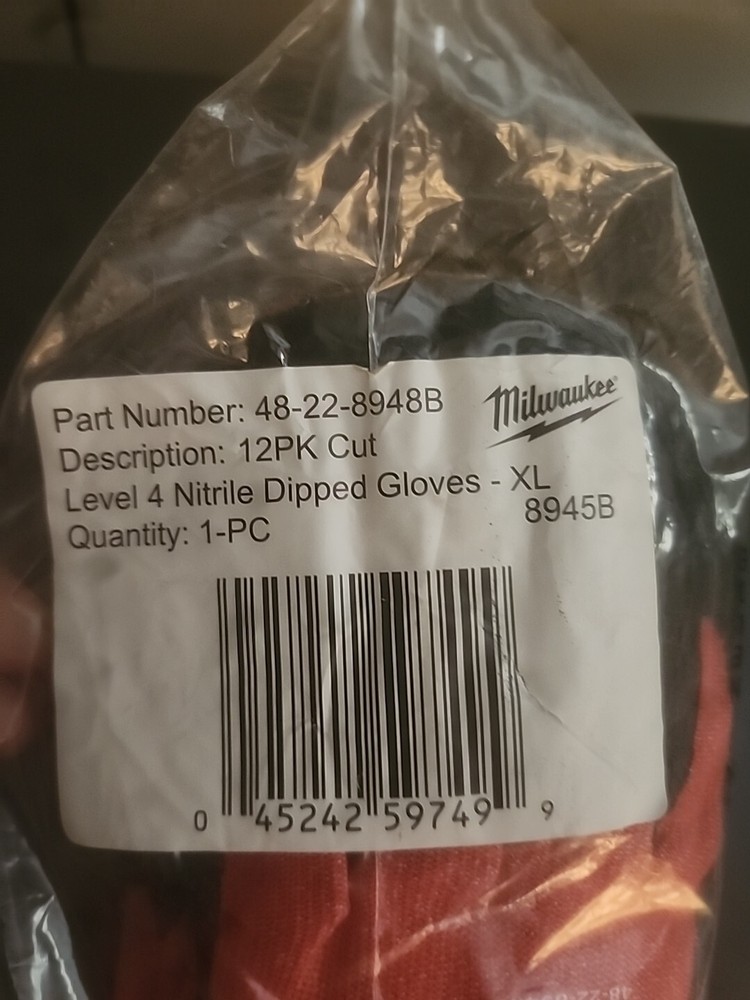 Part Number: 48-22-8948B
Milwaukee
Description: 12PK Cut
Level 4 Nitrile Dipped Gloves - XL
8945B
Quantity: 1-PC
0 45242 59749 9